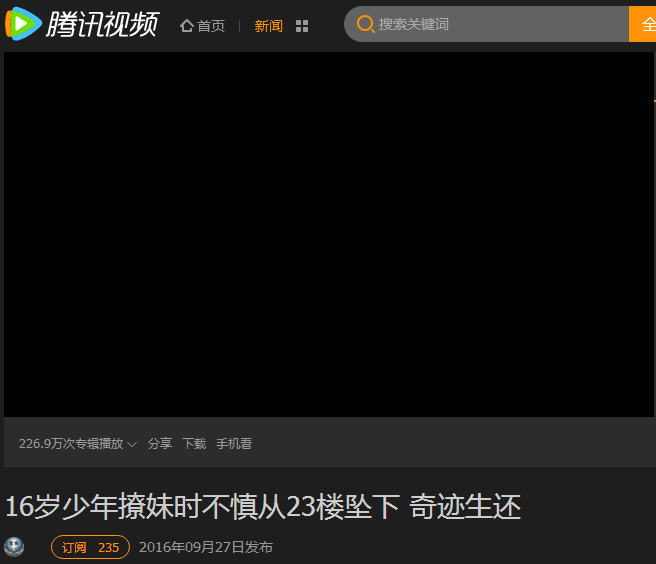 腾讯视频 首页 新闻 搜索关键词 全
226.9万次专辑播放 分享 下载 手机看
16岁少年撩妹时不慎从23楼坠下 奇迹生还
订阅 235 2016年09月27日发布